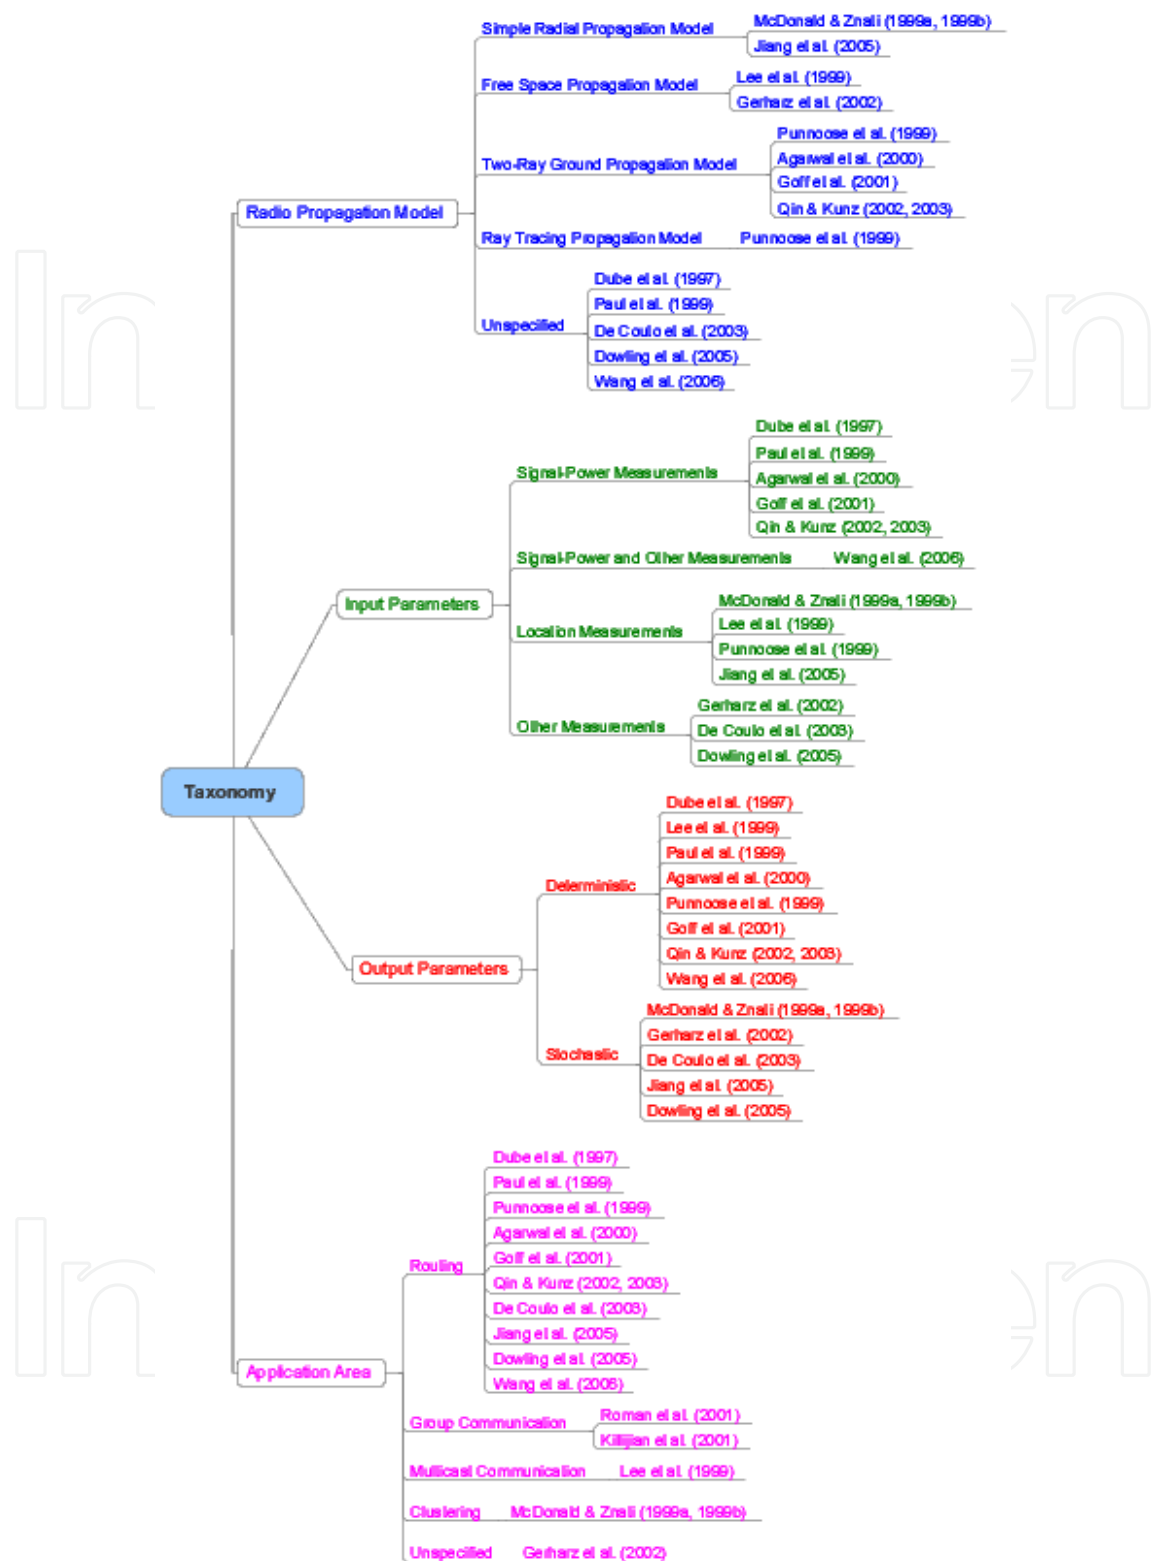 Simple Radial Propagation Model
McDonald & Znati (1999a, 1999b)
Jiang et al. (2005)
Free Space Propagation Model
Lee et al. (1999)
Gerharz et al. (2002)
Two-Ray Ground Propagation Model
Punnoose et al. (1999)
Agarwal et al. (2000)
Goff et al. (2001)
Qin & Kunz (2002, 2003)
Radio Propagation Model
Ray Tracing Propagation Model
Punnoose et al. (1999)
Unspecified
Dube et al. (1997)
Paul et al. (1999)
De Couto et al. (2003)
Dowling et al. (2005)
Wang et al. (2006)
Signal-Power Measurements
Dube et al. (1997)
Paul et al. (1999)
Agarwal et al. (2000)
Goff et al. (2001)
Qin & Kunz (2002, 2003)
Signal-Power and Other Measurements
Wang et al. (2006)
Input Parameters
Location Measurements
McDonald & Znati (1999a, 1999b)
Lee et al. (1999)
Punnoose et al. (1999)
Jiang et al. (2005)
Other Measurements
Gerharz et al. (2002)
De Couto et al. (2003)
Dowling et al. (2005)
Taxonomy
Deterministic
Dube et al. (1997)
Lee et al. (1999)
Paul et al. (1999)
Agarwal et al. (2000)
Punnoose et al. (1999)
Goff et al. (2001)
Qin & Kunz (2002, 2003)
Wang et al. (2006)
Output Parameters
Stochastic
McDonald & Znati (1999a, 1999b)
Gerharz et al. (2002)
De Couto et al. (2003)
Jiang et al. (2005)
Dowling et al. (2005)
Routing
Dube et al. (1997)
Paul et al. (1999)
Punnoose et al. (1999)
Agarwal et al. (2000)
Goff et al. (2001)
Qin & Kunz (2002, 2003)
De Couto et al. (2003)
Jiang et al. (2005)
Dowling et al. (2005)
Wang et al. (2006)
Application Area
Group Communication
Roman et al. (2001)
Killijian et al. (2001)
Multicast Communication
Lee et al. (1999)
Clustering
McDonald & Znati (1999a, 1999b)
Unspecified
Gerharz et al. (2002)